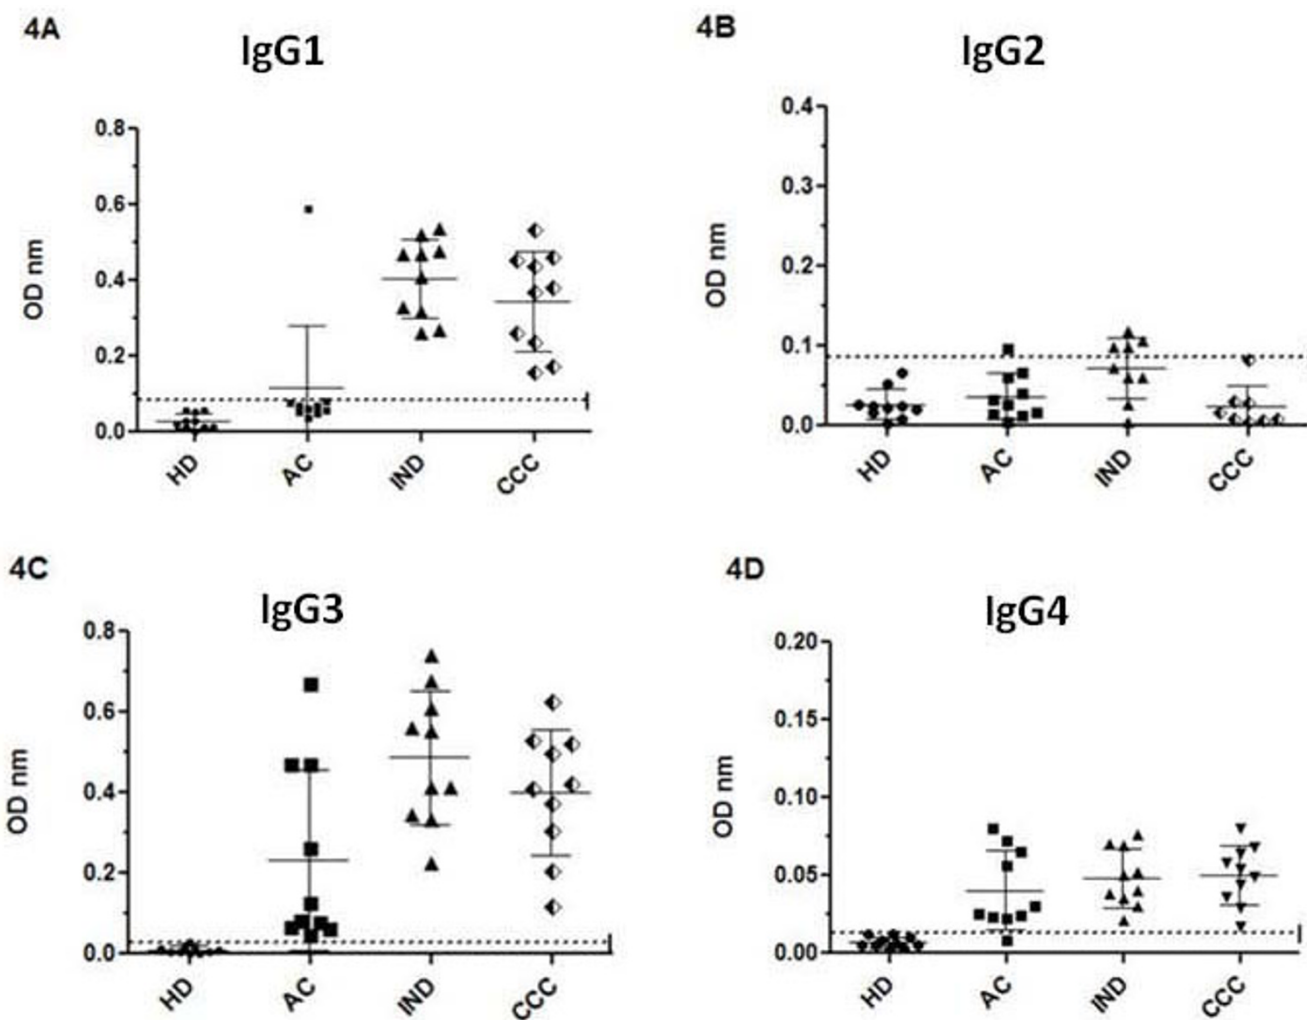 4A
IgG1
OD nm
0.8
0.6
0.4
0.2
0.0
HD AC IND CCC
4B
IgG2
OD nm
0.4
0.3
0.2
0.1
0.0
HD AC IND CCC
4C
IgG3
OD nm
0.8
0.6
0.4
0.2
0.0
HD AC IND CCC
4D
IgG4
OD nm
0.20
0.15
0.10
0.05
0.00
HD AC IND CCC